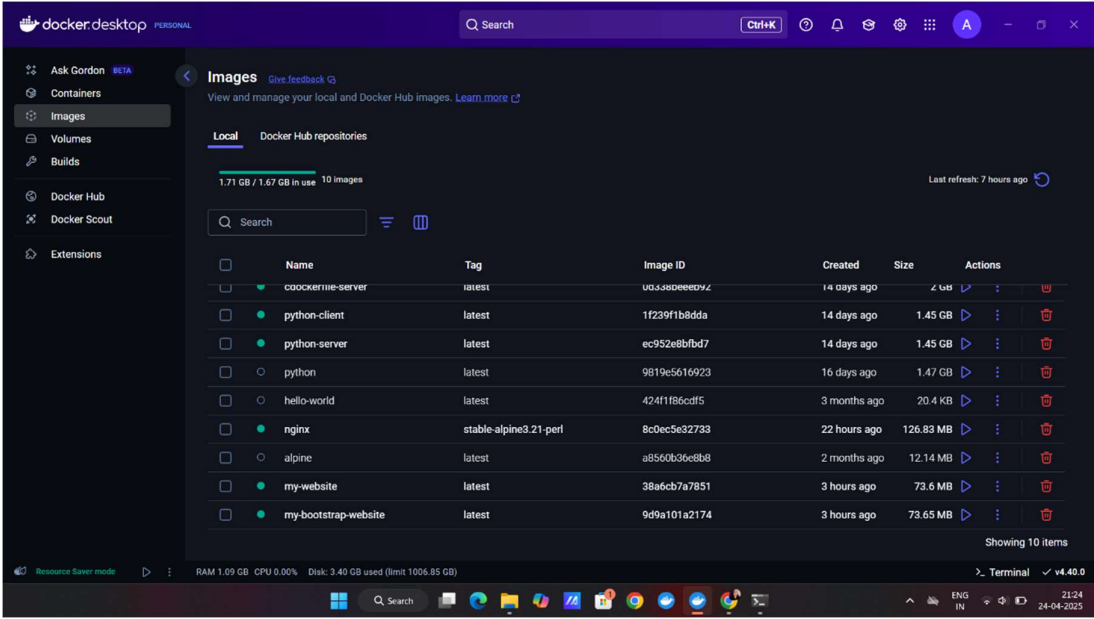 docker.desktop PERSONAL
Search
Ctrl+K
A
Ask Gordon BETA
Containers
Images
Volumes
Builds
Docker Hub
Docker Scout
Extensions
Images Give feedback
View and manage your local and Docker Hub images. Learn more
Local Docker Hub repositories
1.71 GB / 1.67 GB in use 10 images
Last refresh: 7 hours ago
Search
Name Tag Image ID Created Size Actions
cdockerfile-server latest 0d338beeeb92 14 days ago 2 GB
python-client latest 1f239f1b8dda 14 days ago 1.45 GB
python-server latest ec952e8bfbd7 14 days ago 1.45 GB
python latest 9819e5616923 16 days ago 1.47 GB
hello-world latest 424f1f86cdf5 3 months ago 20.4 KB
nginx stable-alpine3.21-perl 8c0ec5e32733 22 hours ago 126.83 MB
alpine latest a8560b36e8b8 2 months ago 12.14 MB
my-website latest 38a6cb7a7851 3 hours ago 73.6 MB
my-bootstrap-website latest 9d9a101a2174 3 hours ago 73.65 MB
Showing 10 items
Resource Saver mode
RAM 1.09 GB CPU 0.00% Disk: 3.40 GB used (limit 1006.85 GB)
>_ Terminal v4.40.0
Search
1
ENG
IN
21:24
24-04-2025